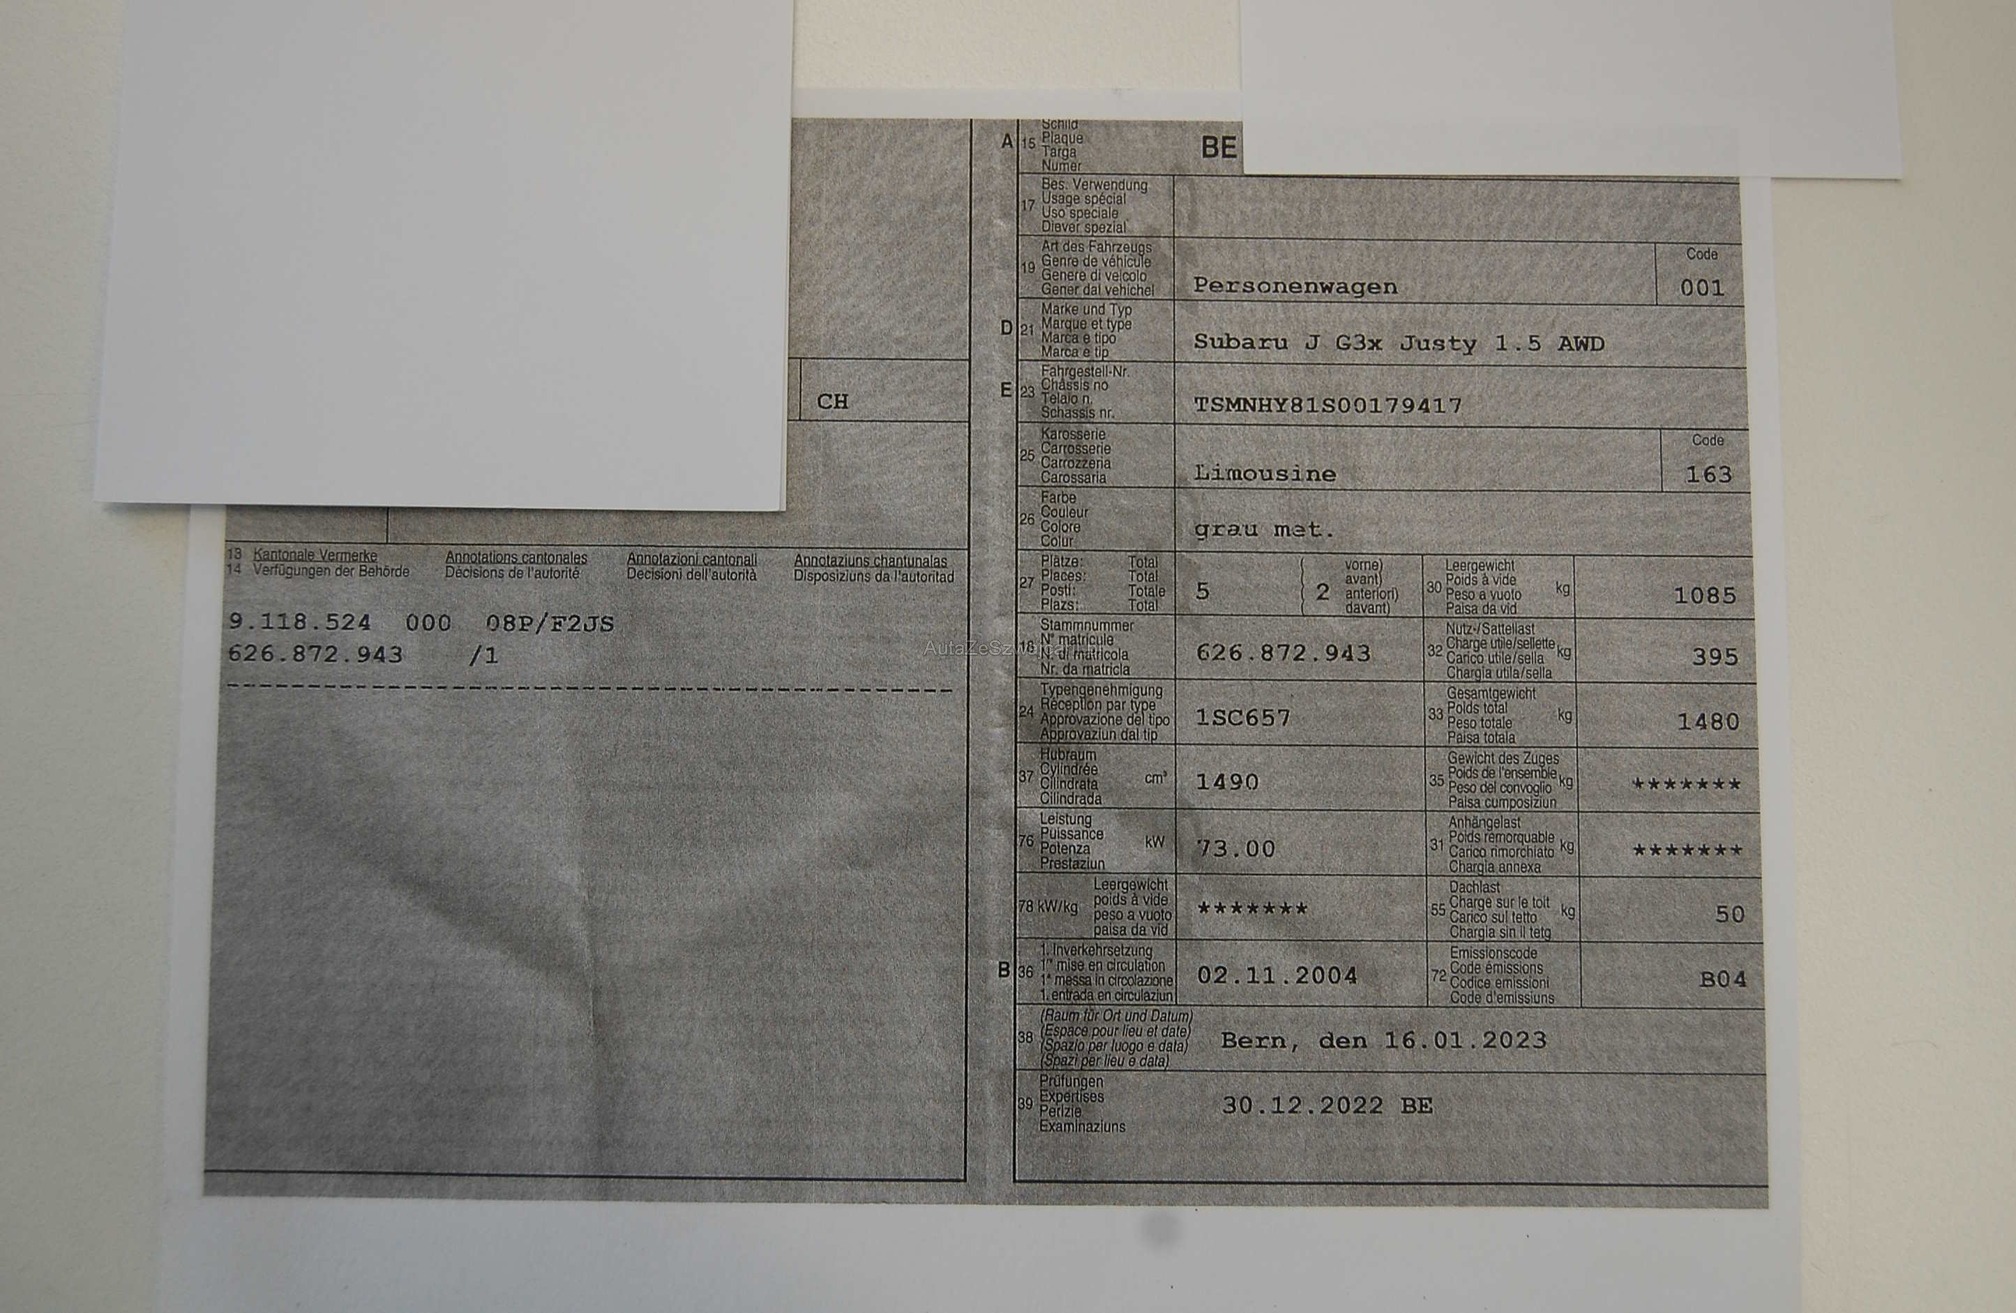 CH
13 Kantonale Vermerke Annotations cantonales Annotazioni cantonali Annotaziuns chantunalas
14 Verfügungen der Behörde Décisions de l'autorité Decisioni dell'autorità Disposiziuns da l'autoritad
9.118.524 000 08P/F2JS
626.872.943 /1
A 15 Schild
Plaque
Targa
Numer
BE
17 Bes. Verwendung
Usage spécial
Uso speciale
Diever spezial
19 Art des Fahrzeugs
Genre de véhicule
Genere di veicolo
Gener dal vehichel
Personenwagen
Code
001
D 21 Marke und Typ
Marque et type
Marca e tipo
Marca e tip
Subaru J G3x Justy 1.5 AWD
E 23 Fahrgestell-Nr.
Châssis no
Telaio n.
Schassis nr.
TSMNHY81S00179417
25 Karosserie
Carrosserie
Carrozzeria
Carossaria
Limousine
Code
163
26 Farbe
Couleur
Colore
Colur
grau met.
27 Plätze: Total
Places: Total
Posti: Totale
Plazs: Total
5
2
vorne)
avant)
anteriori)
davant)
30 Leergewicht
Poids à vide
Peso a vuoto
Paisa da vid
kg
1085
18 Stammnummer
N° matricule
N. di matricola
Nr. da matricla
626.872.943
32 Nutz-/Sattellast
Charge utile/sellette
Carico utile/sella
Chargia utila/sella
kg
395
24 Typengenehmigung
Réception par type
Approvazione del tipo
Approvaziun dal tip
1SC657
33 Gesamtgewicht
Poids total
Peso totale
Paisa totala
kg
1480
37 Hubraum
Cylindrée
Cilindrata
Cilindrada
cm³
1490
35 Gewicht des Zuges
Poids de l'ensemble
Peso del convoglio
Paisa cumposiziun
kg
*******
76 Leistung
Puissance
Potenza
Prestaziun
kW
73.00
31 Anhängelast
Poids remorquable
Carico rimorchiato
Chargia annexa
kg
*******
78 kW/kg
Leergewicht
poids à vide
peso a vuoto
paisa da vid
*******
55 Dachlast
Charge sur le toit
Carico sul tetto
Chargia sin il tetg
kg
50
B 36 1. Inverkehrsetzung
1re mise en circulation
1a messa in circolazione
1. entrada en circulaziun
02.11.2004
72 Emissionscode
Code émissions
Codice emissioni
Code d'emissiuns
B04
38 (Raum für Ort und Datum)
(Espace pour lieu et date)
(Spazio per luogo e data)
(Spazi per lieu e data)
Bern, den 16.01.2023
39 Prüfungen
Expertises
Perizie
Examinaziuns
30.12.2022 BE